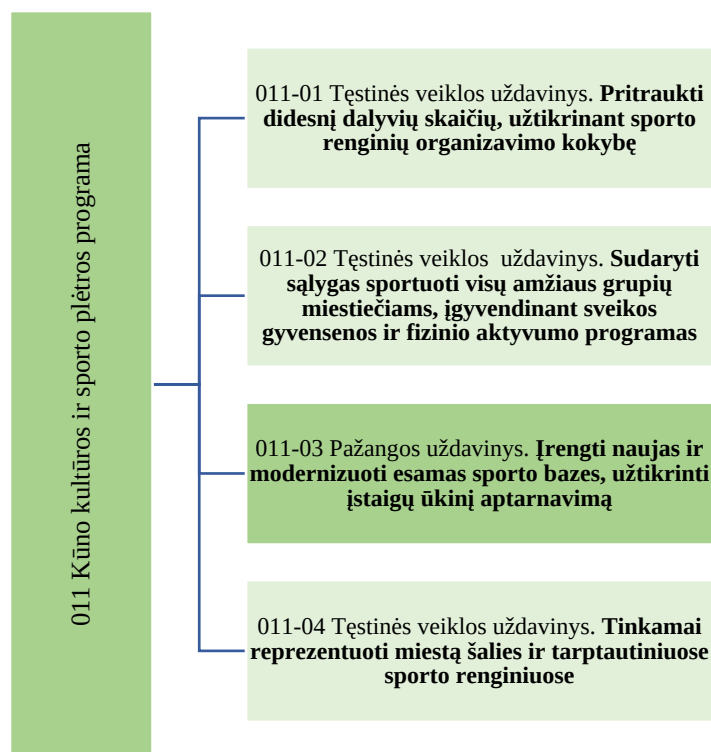 011 Kūno kultūros ir sporto plėtros programa
011-01 Tęstinės veiklos uždavinys. Pritraukti
didesnį dalyvių skaičių, užtikrinant sporto
renginių organizavimo kokybę
011-02 Tęstinės veiklos  uždavinys. Sudaryti
sąlygas sportuoti visų amžiaus grupių
miestiečiams, įgyvendinant sveikos
gyvensenos ir fizinio aktyvumo programas
011-03 Pažangos uždavinys. Įrengti naujas ir
modernizuoti esamas sporto bazes, užtikrinti
įstaigų ūkinį aptarnavimą
011-04 Tęstinės veiklos uždavinys. Tinkamai
reprezentuoti miestą šalies ir tarptautiniuose
sporto renginiuose